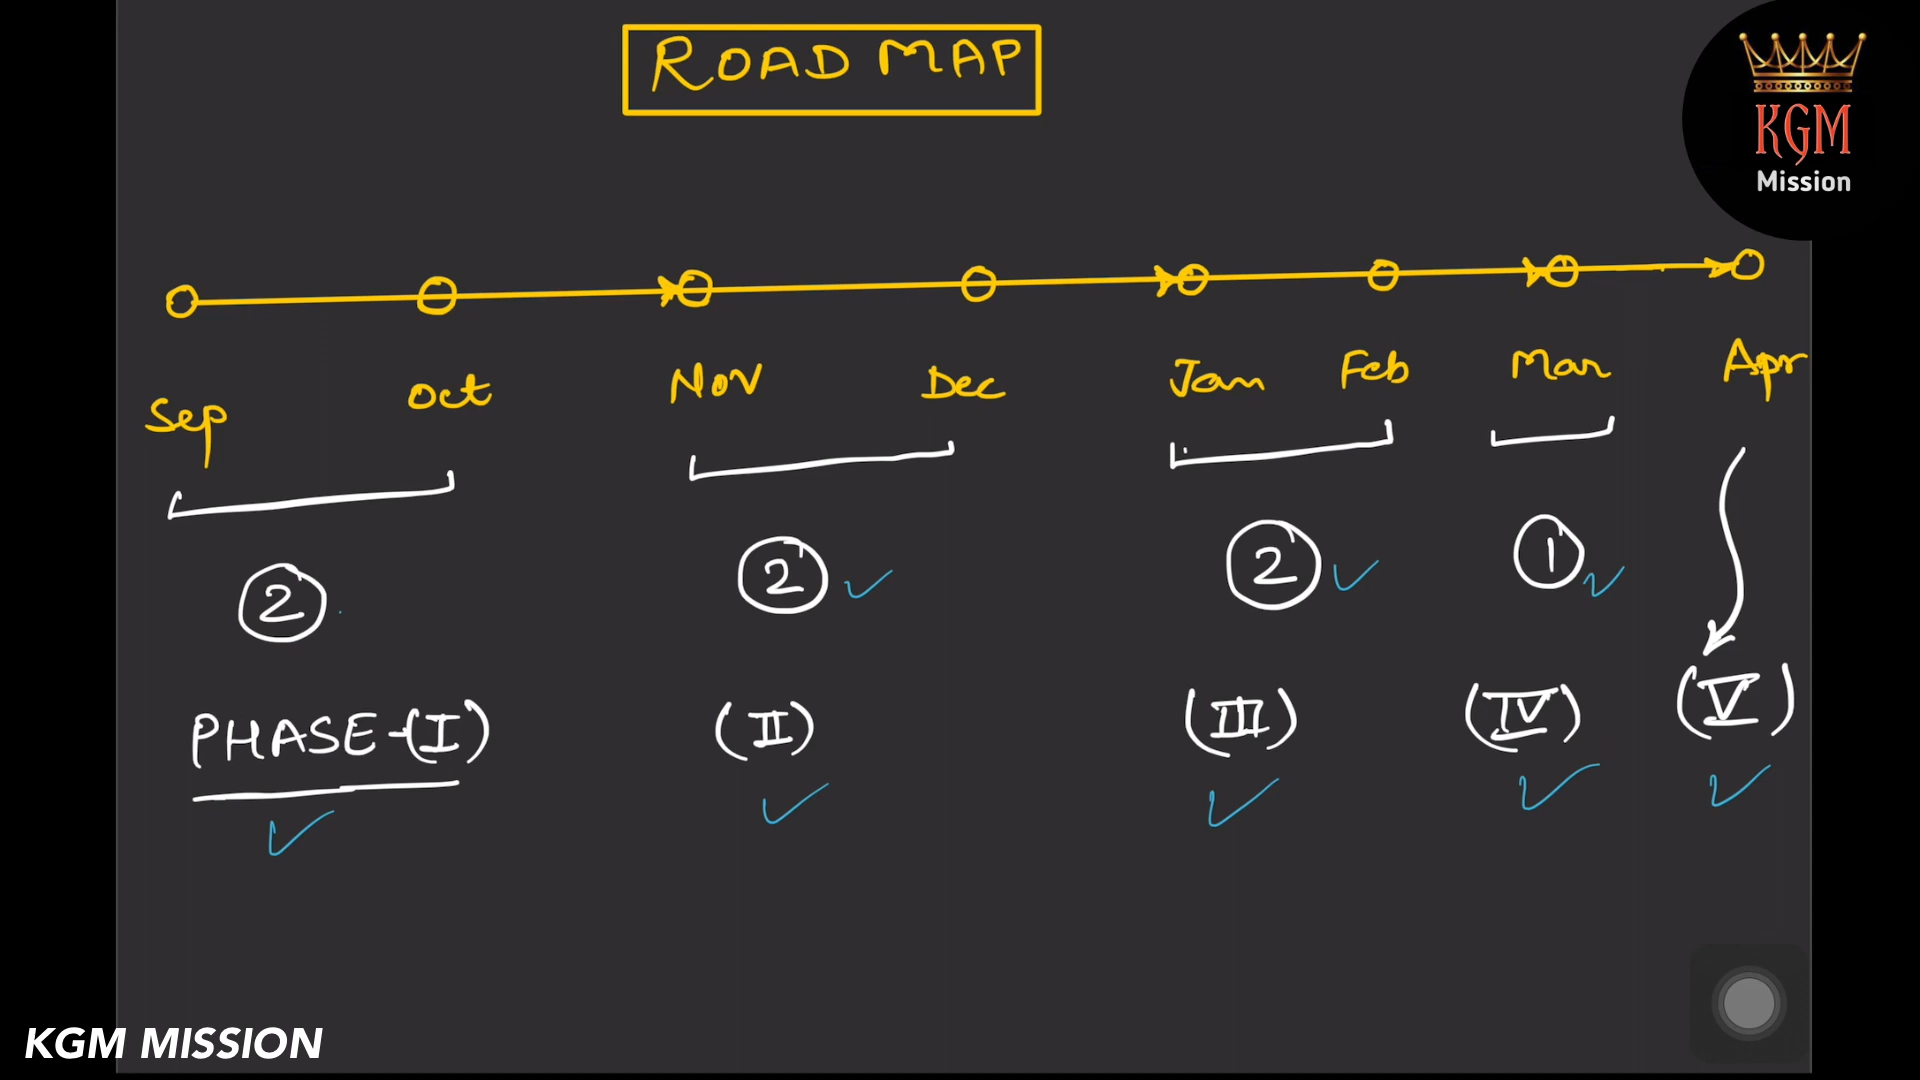 ROAD MAP
KGM
Mission
Sep Oct Nov Dec Jan Feb Mar Apr
2 2 2 1
PHASE-(I) (II) (III) (IV) (V)
KGM MISSION